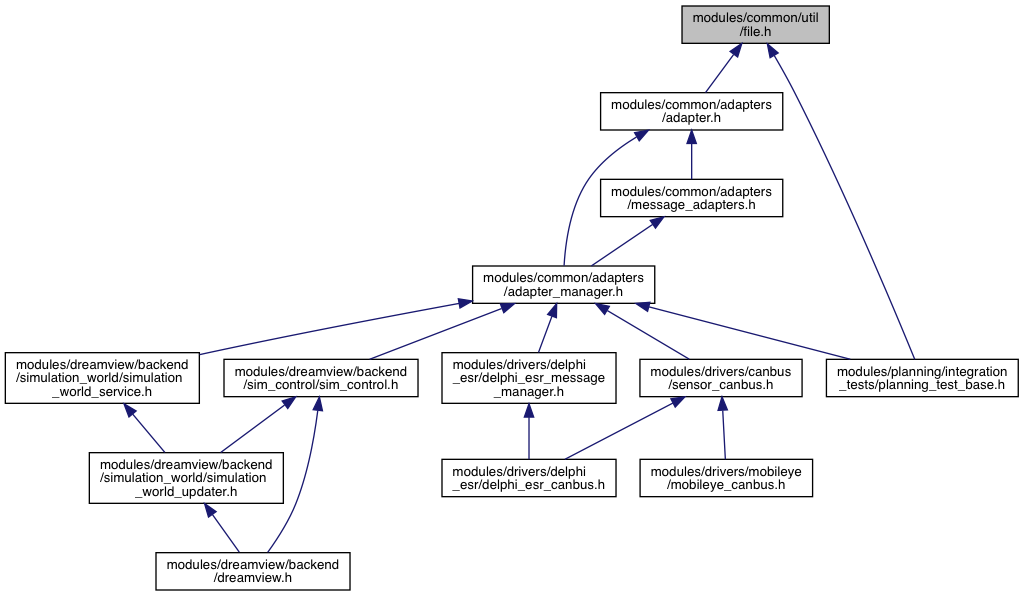 modules/common/util
/file.h
modules/common/adapters
/adapter.h
modules/common/adapters
/message_adapters.h
modules/common/adapters
/adapter_manager.h
modules/dreamview/backend
/simulation_world/simulation
_world_service.h
modules/dreamview/backend
/sim_control/sim_control.h
modules/drivers/delphi
_esr/delphi_esr_message
_manager.h
modules/drivers/canbus
/sensor_canbus.h
modules/planning/integration
_tests/planning_test_base.h
modules/dreamview/backend
/simulation_world/simulation
_world_updater.h
modules/drivers/delphi
_esr/delphi_esr_canbus.h
modules/drivers/mobileye
/mobileye_canbus.h
modules/dreamview/backend
/dreamview.h